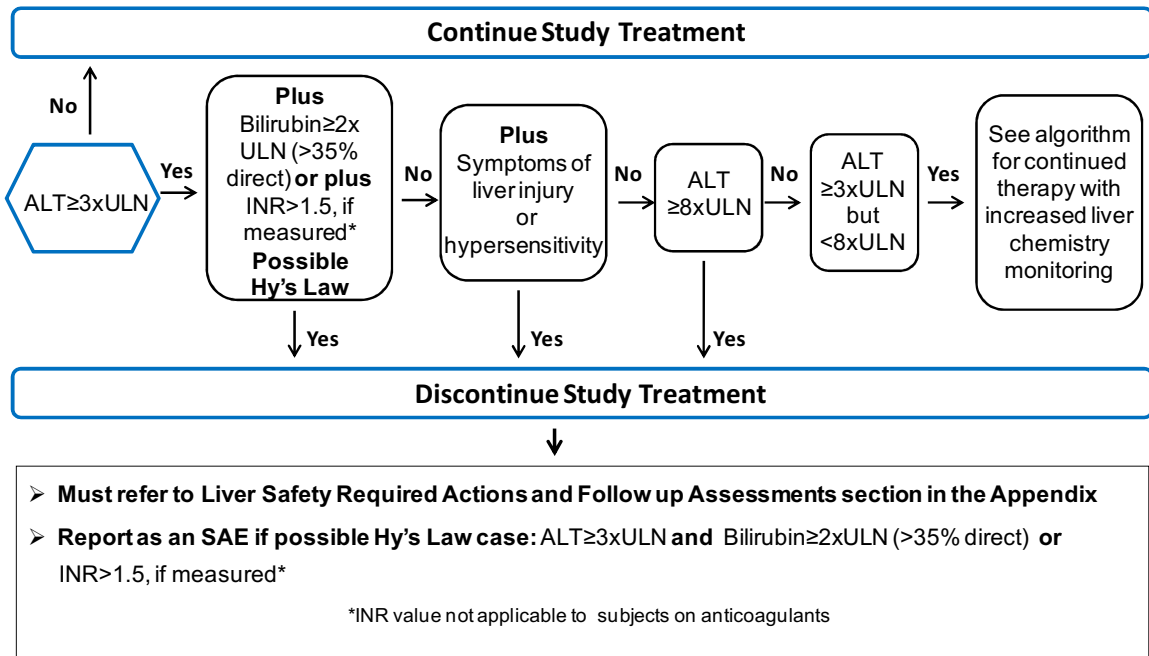 Continue Study Treatment
No
ALT≥3xULN
Yes
Plus
Bilirubin≥2x
ULN (>35%
direct) or plus
INR>1.5, if
measured*
Possible
Hy's Law
No
Plus
Symptoms of
liver injury
or
hypersensitivity
No
ALT
≥8xULN
No
ALT
≥3xULN
but
<8xULN
Yes
See algorithm
for continued
therapy with
increased liver
chemistry
monitoring
Yes
Yes
Yes
Discontinue Study Treatment
➢ Must refer to Liver Safety Required Actions and Follow up Assessments section in the Appendix
➢ Report as an SAE if possible Hy's Law case: ALT≥3xULN and Bilirubin≥2xULN (>35% direct) or
INR>1.5, if measured*
*INR value not applicable to subjects on anticoagulants